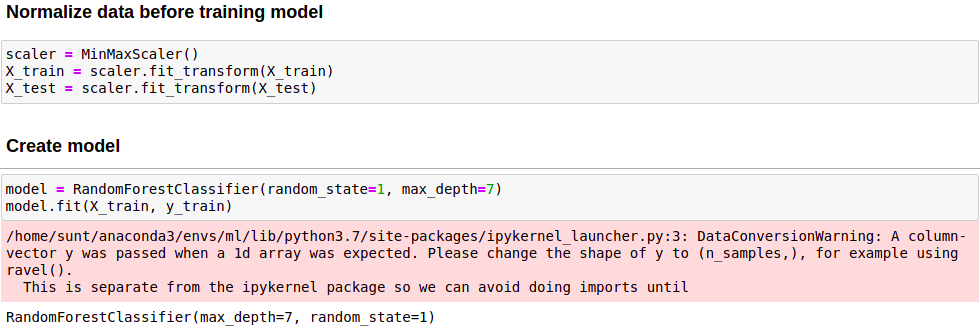 Normalize data before training model
scaler = MinMaxScaler()
X_train = scaler.fit_transform(X_train)
X_test = scaler.fit_transform(X_test)
Create model
model = RandomForestClassifier(random_state=1, max_depth=7)
model.fit(X_train, y_train)
/home/sunt/anaconda3/envs/ml/lib/python3.7/site-packages/ipykernel_launcher.py:3: DataConversionWarning: A column-
vector y was passed when a 1d array was expected. Please change the shape of y to (n_samples,), for example using
ravel().
  This is separate from the ipykernel package so we can avoid doing imports until
RandomForestClassifier(max_depth=7, random_state=1)